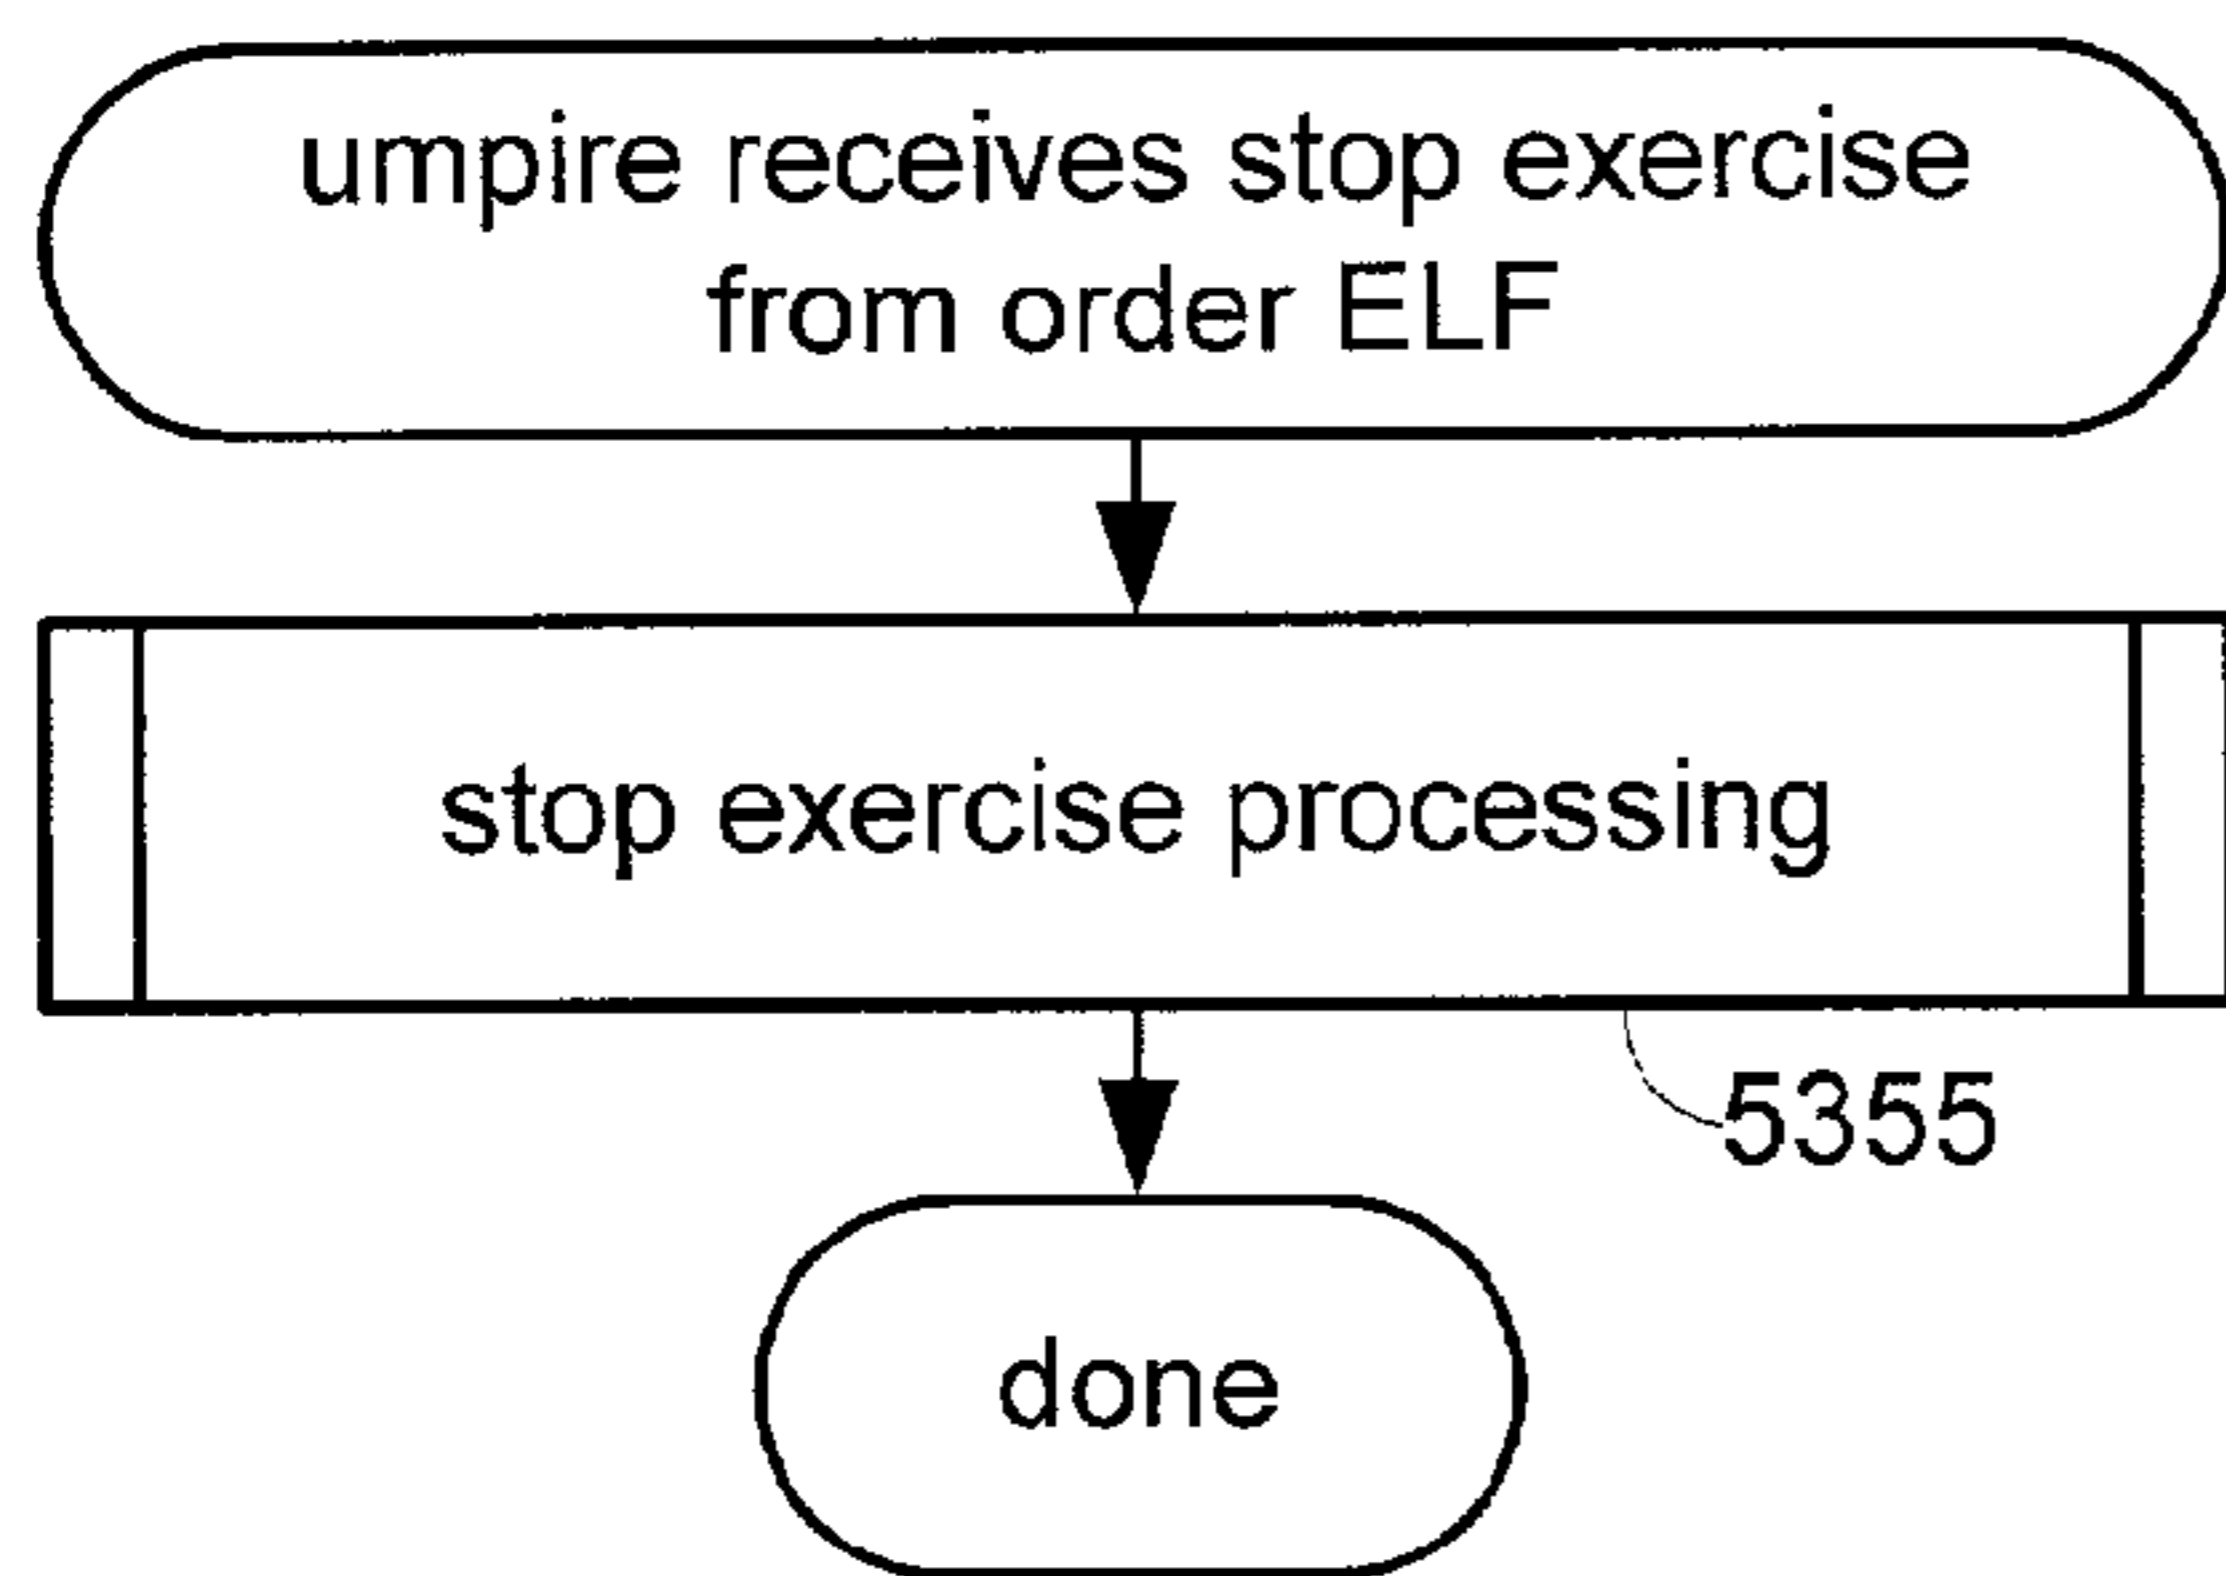 umpire receives stop exercise
from order ELF
stop exercise processing
5355
done